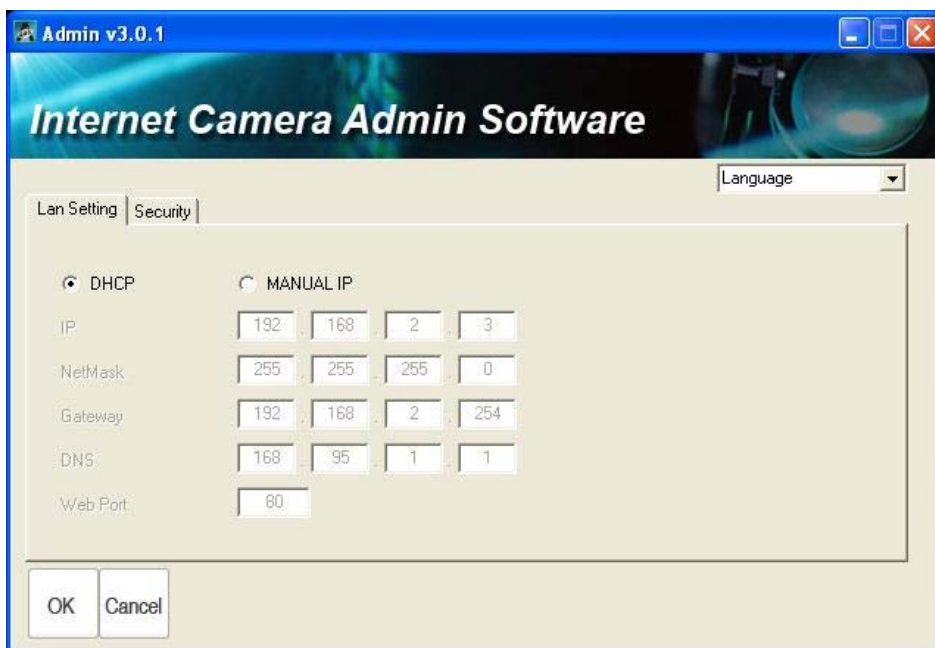 Admin v3.0.1
Internet Camera Admin Software
Language
Lan Setting Security
DHCP MANUAL IP
IP 192 . 168 . 2 . 3
NetMask 255 . 255 . 255 . 0
Gateway 192 . 168 . 2 . 254
DNS 168 . 95 . 1 . 1
Web Port 80
OK Cancel